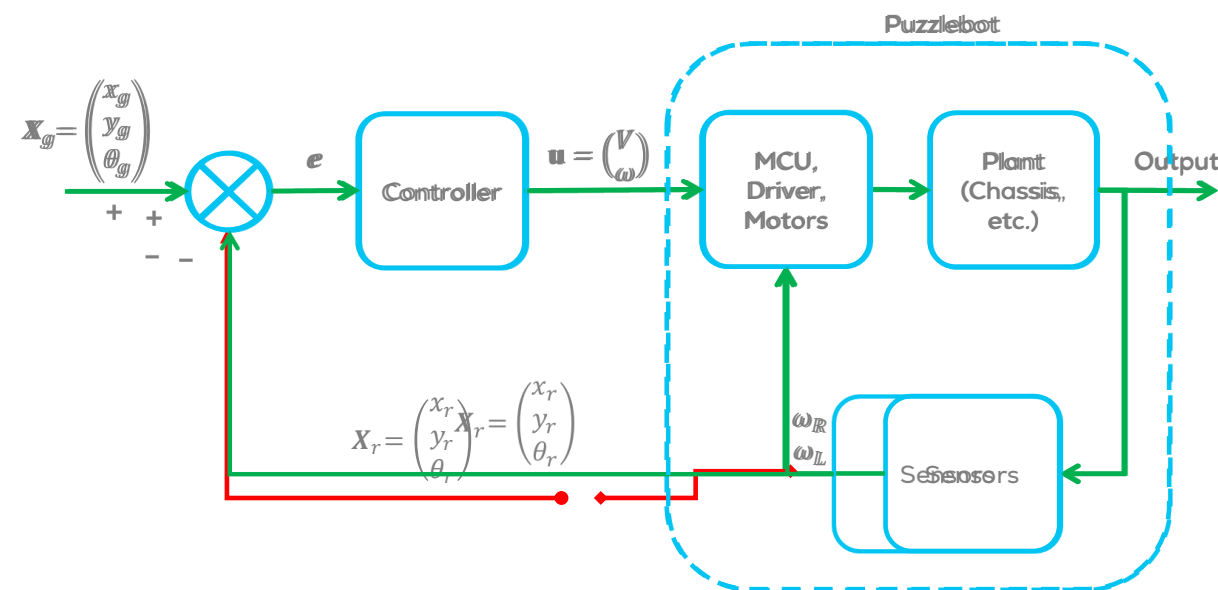 Puzzlebot
X_g = (x_g
y_g
θ_g)
e
u = (V
ω)
Controller
MCU,
Driver,
Motors
Plant
(Chassis,
etc.)
Output
+ +
− −
X_r = (x_r
y_r
θ_r)
X_r = (x_r
y_r
θ_r)
ω_R
ω_L
Sensors
Sensors